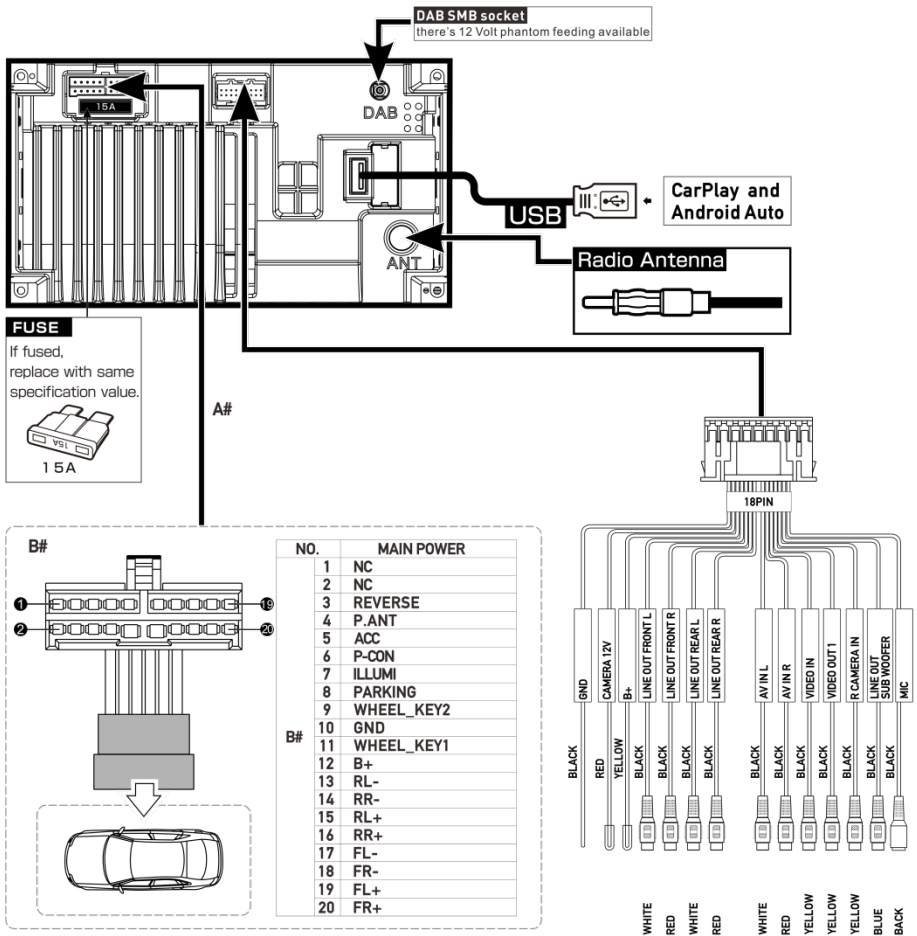 DAB SMB socket
there's 12 Volt phantom feeding available
15A
DAB
USB
CarPlay and
Android Auto
ANT
Radio Antenna
FUSE
If fused,
replace with same
specification value.
15A
15A
A#
18PIN
B#
1
19
2
20
NO. MAIN POWER
B#
1 NC
2 NC
3 REVERSE
4 P.ANT
5 ACC
6 P-CON
7 ILLUMI
8 PARKING
9 WHEEL_KEY2
10 GND
11 WHEEL_KEY1
12 B+
13 RL-
14 RR-
15 RL+
16 RR+
17 FL-
18 FR-
19 FL+
20 FR+
GND
CAMERA 12V
B+
LINE OUT FRONT L
LINE OUT FRONT R
LINE OUT REAR L
LINE OUT REAR R
AV IN L
AV IN R
VIDEO IN
VIDEO OUT 1
R CAMERA IN
LINE OUT
SUB WOOFER
MIC
BLACK
RED
YELLOW
BLACK
BLACK
BLACK
BLACK
BLACK
BLACK
BLACK
BLACK
BLACK
BLACK
BLACK
WHITE
RED
WHITE
RED
WHITE
RED
YELLOW
YELLOW
YELLOW
BLUE
BACK